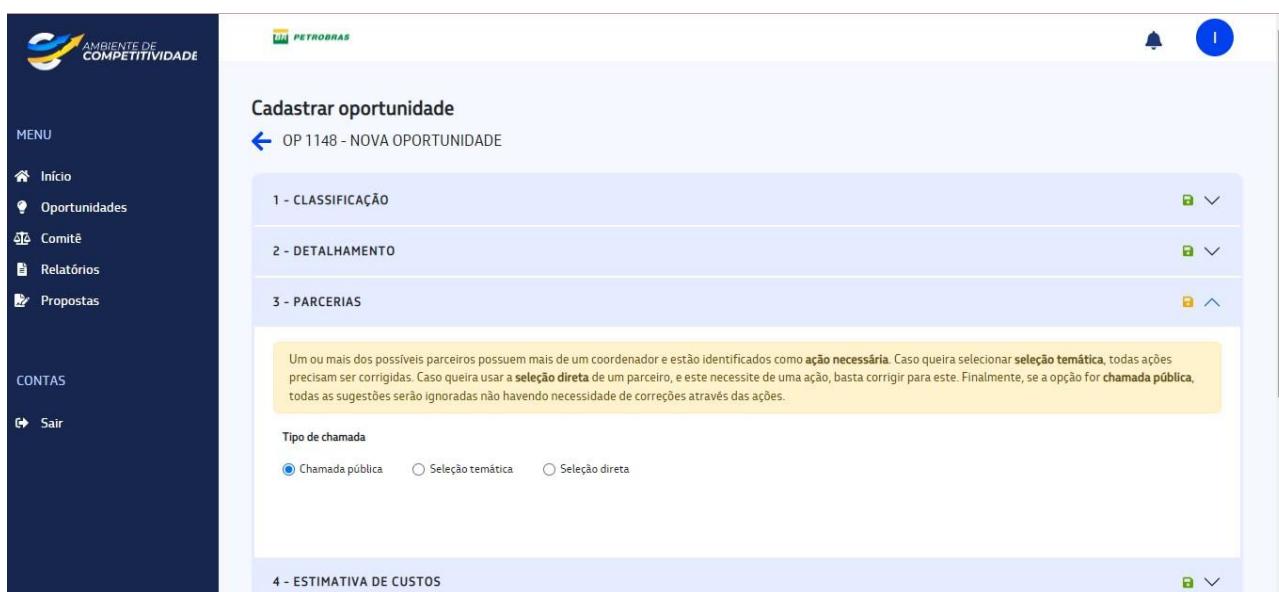 AMBIENTE DE
COMPETITIVIDADE
BR PETROBRAS
I
MENU
Início
Oportunidades
Comitê
Relatórios
Propostas
CONTAS
Sair
Cadastrar oportunidade
OP 1148 - NOVA OPORTUNIDADE
1 - CLASSIFICAÇÃO
2 - DETALHAMENTO
3 - PARCERIAS
Um ou mais dos possíveis parceiros possuem mais de um coordenador e estão identificados como ação necessária. Caso queira selecionar seleção temática, todas ações
precisam ser corrigidas. Caso queira usar a seleção direta de um parceiro, e este necessite de uma ação, basta corrigir para este. Finalmente, se a opção for chamada pública,
todas as sugestões serão ignoradas não havendo necessidade de correções através das ações.
Tipo de chamada
Chamada pública Seleção temática Seleção direta
4 - ESTIMATIVA DE CUSTOS